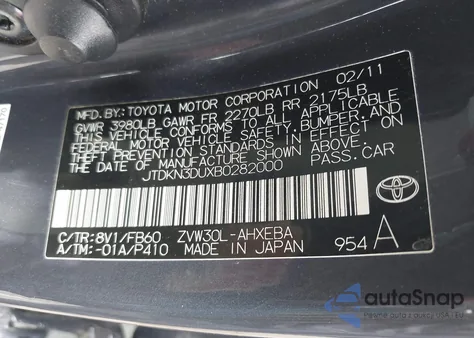 MFD. BY: TOYOTA MOTOR CORPORATION 02/11
GVWR 3980LB GAWR FR 2270LB RR 2175LB
THIS VEHICLE CONFORMS TO ALL APPLICABLE
FEDERAL MOTOR VEHICLE SAFETY, BUMPER, AND
THEFT PREVENTION STANDARDS IN EFFECT ON
THE DATE OF MANUFACTURE SHOWN ABOVE.
JTDKN3DUXB0282000 PASS. CAR
C/TR: 8V1/FB60 ZVW30L-AHXEBA
A/TM: -01A/P410 MADE IN JAPAN 954 A
autoSnap